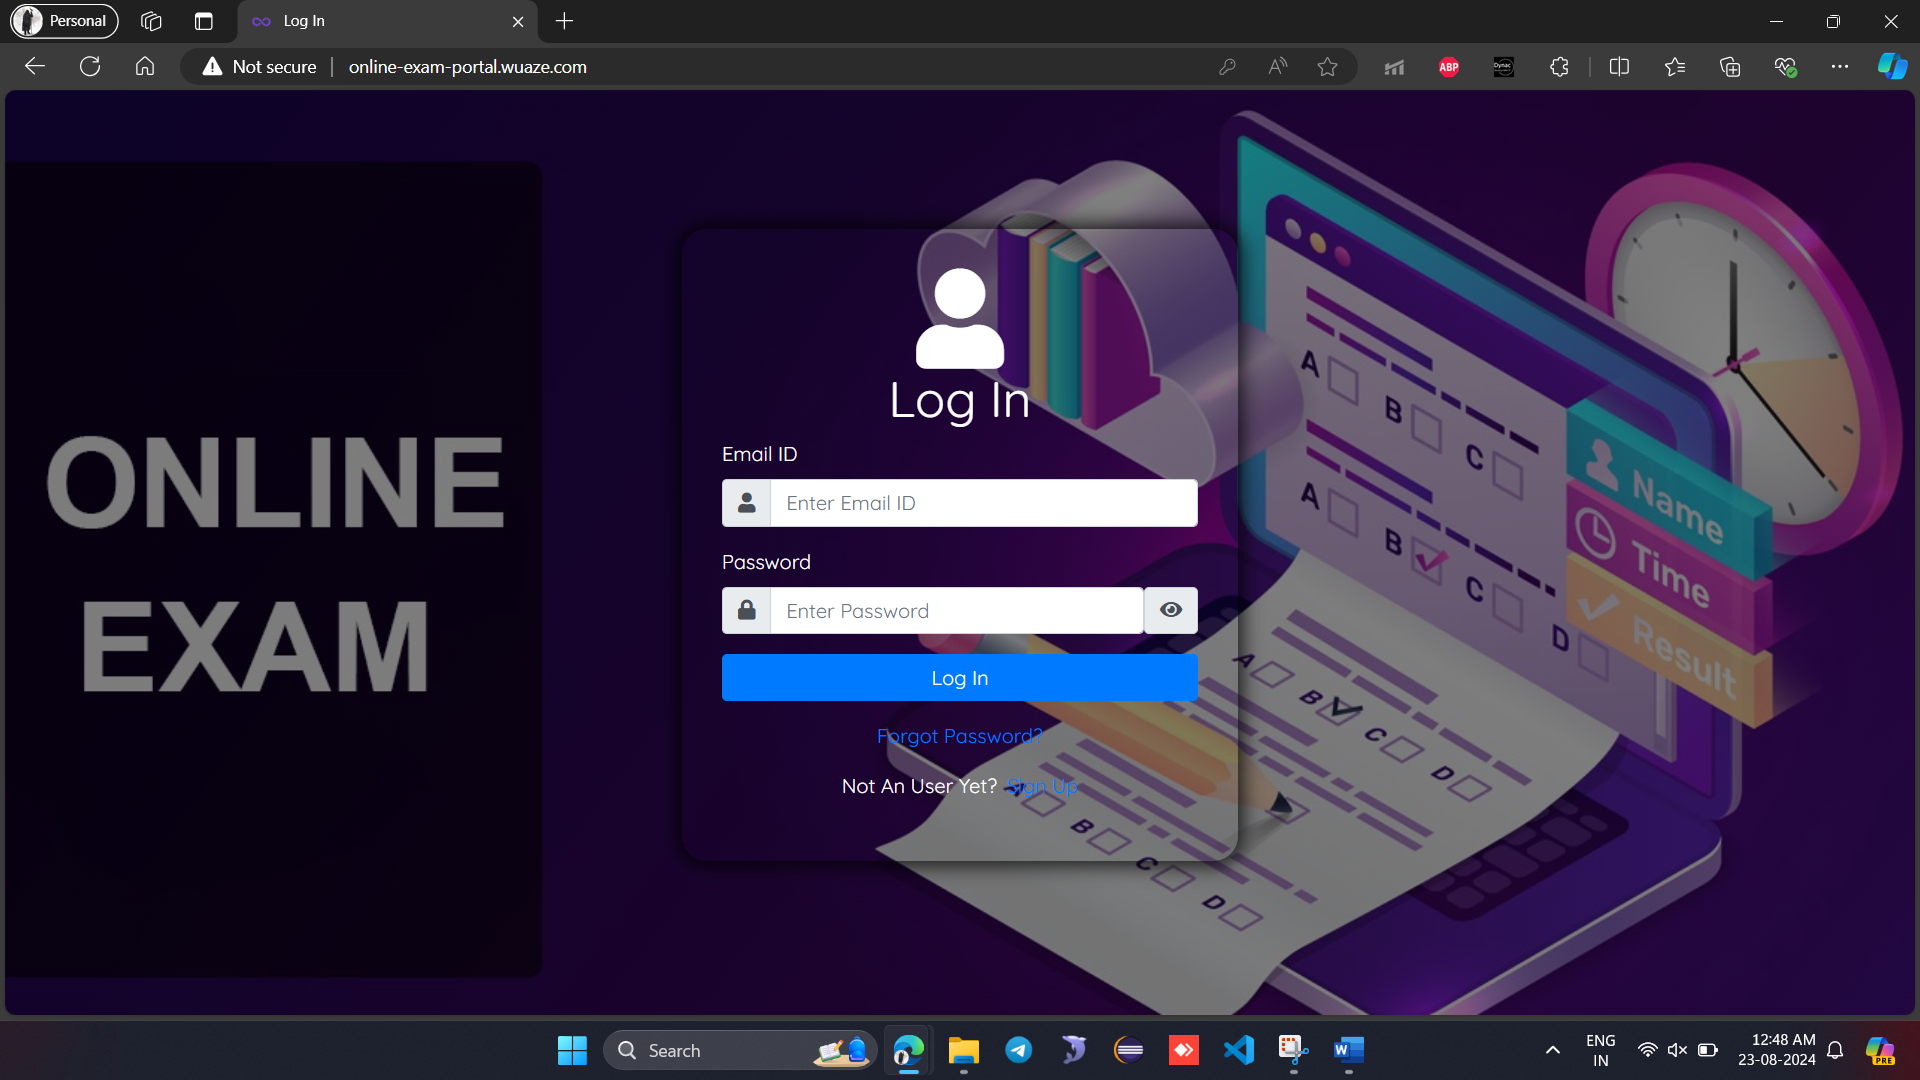 Personal
Log In
Not secure
online-exam-portal.wuaze.com
ABP
Dynac
ONLINE
EXAM
Log In
Email ID
Enter Email ID
Password
Enter Password
Log In
Forgot Password?
Not An User Yet? Sign Up
A
B
C
A
B
C
D
Name
Time
Result
A
B
C
D
A
B
C
D
Search
W
ENG
IN
12:48 AM
23-08-2024
PRE